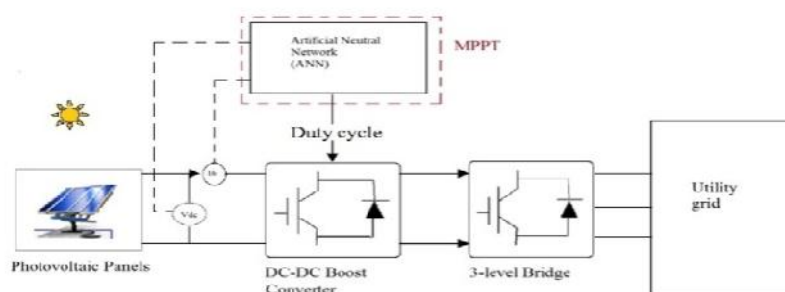 Artificial Neutral
Network
(ANN)
MPPT
Duty cycle
Vdc
Utility
grid
Photovoltaic Panels
DC-DC Boost
Converter
3-level Bridge